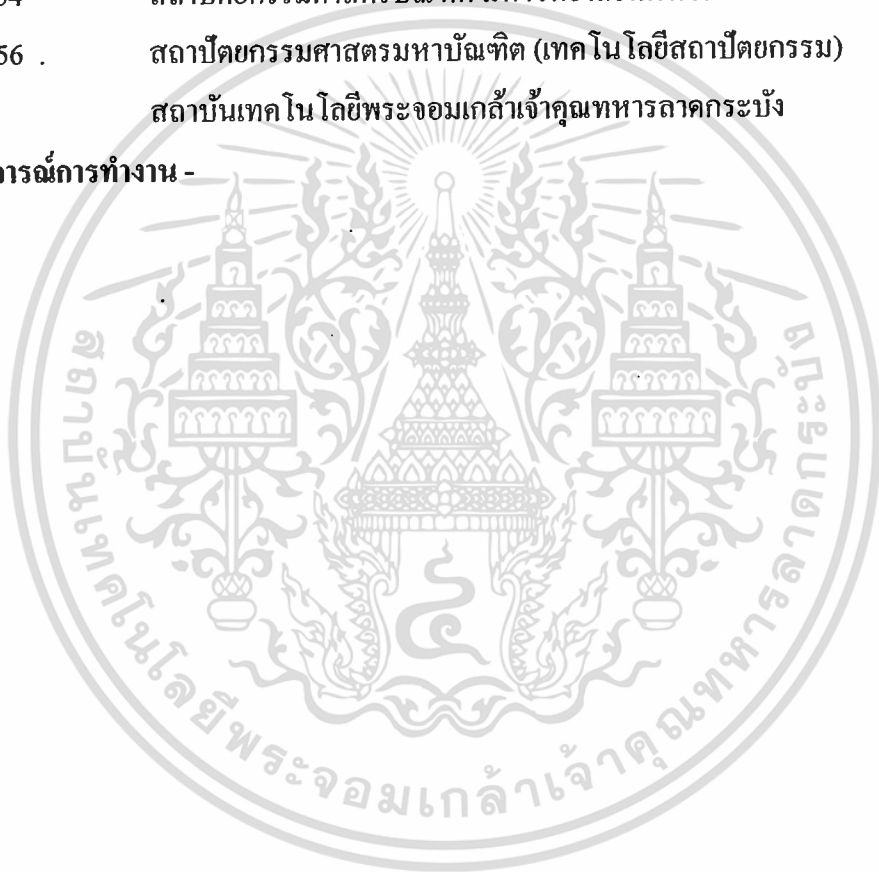 56 . สถาปัตยกรรมศาสตรมหาบัณฑิต (เทคโนโลยีสถาปัตยกรรม)
สถาบันเทคโนโลยีพระจอมเกล้าเจ้าคุณทหารลาดกระบัง
การณ์การทำงาน -
สถาบันเทคโนโลยีพระจอมเกล้าเจ้าคุณทหารลาดกระบัง
๔